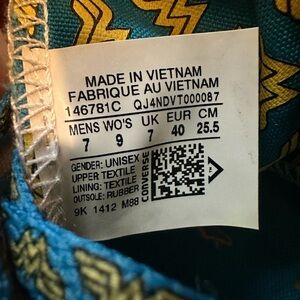 MADE IN VIETNAM
FABRIQUE AU VIETNAM
146781C QJ4NDVT000087
MENS WO'S UK EUR CM
7 9 7 40 25.5
GENDER: UNISEX
UPPER: TEXTILE
LINING: TEXTILE
OUTSOLE: RUBBER
9K 1412 M88
CONVERSE